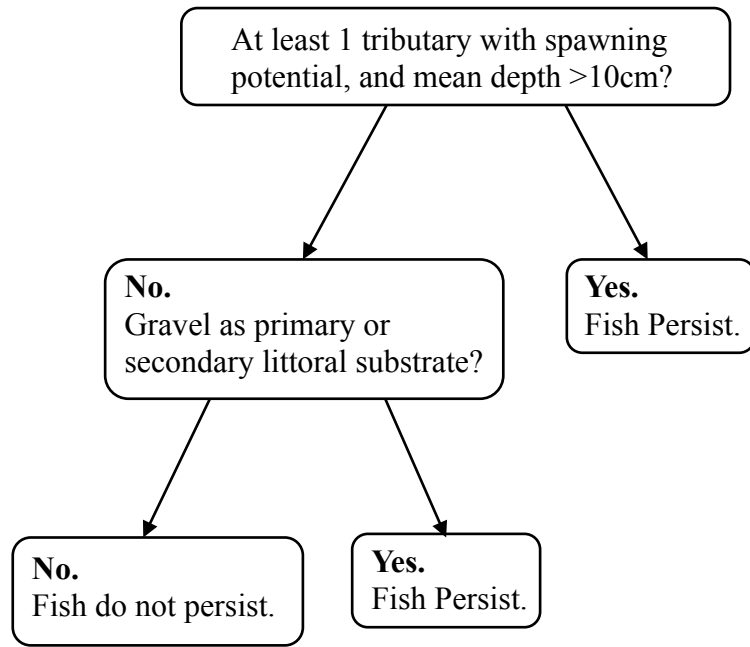 At least 1 tributary with spawning
potential, and mean depth >10cm?
No.
Gravel as primary or
secondary littoral substrate?
Yes.
Fish Persist.
No.
Fish do not persist.
Yes.
Fish Persist.